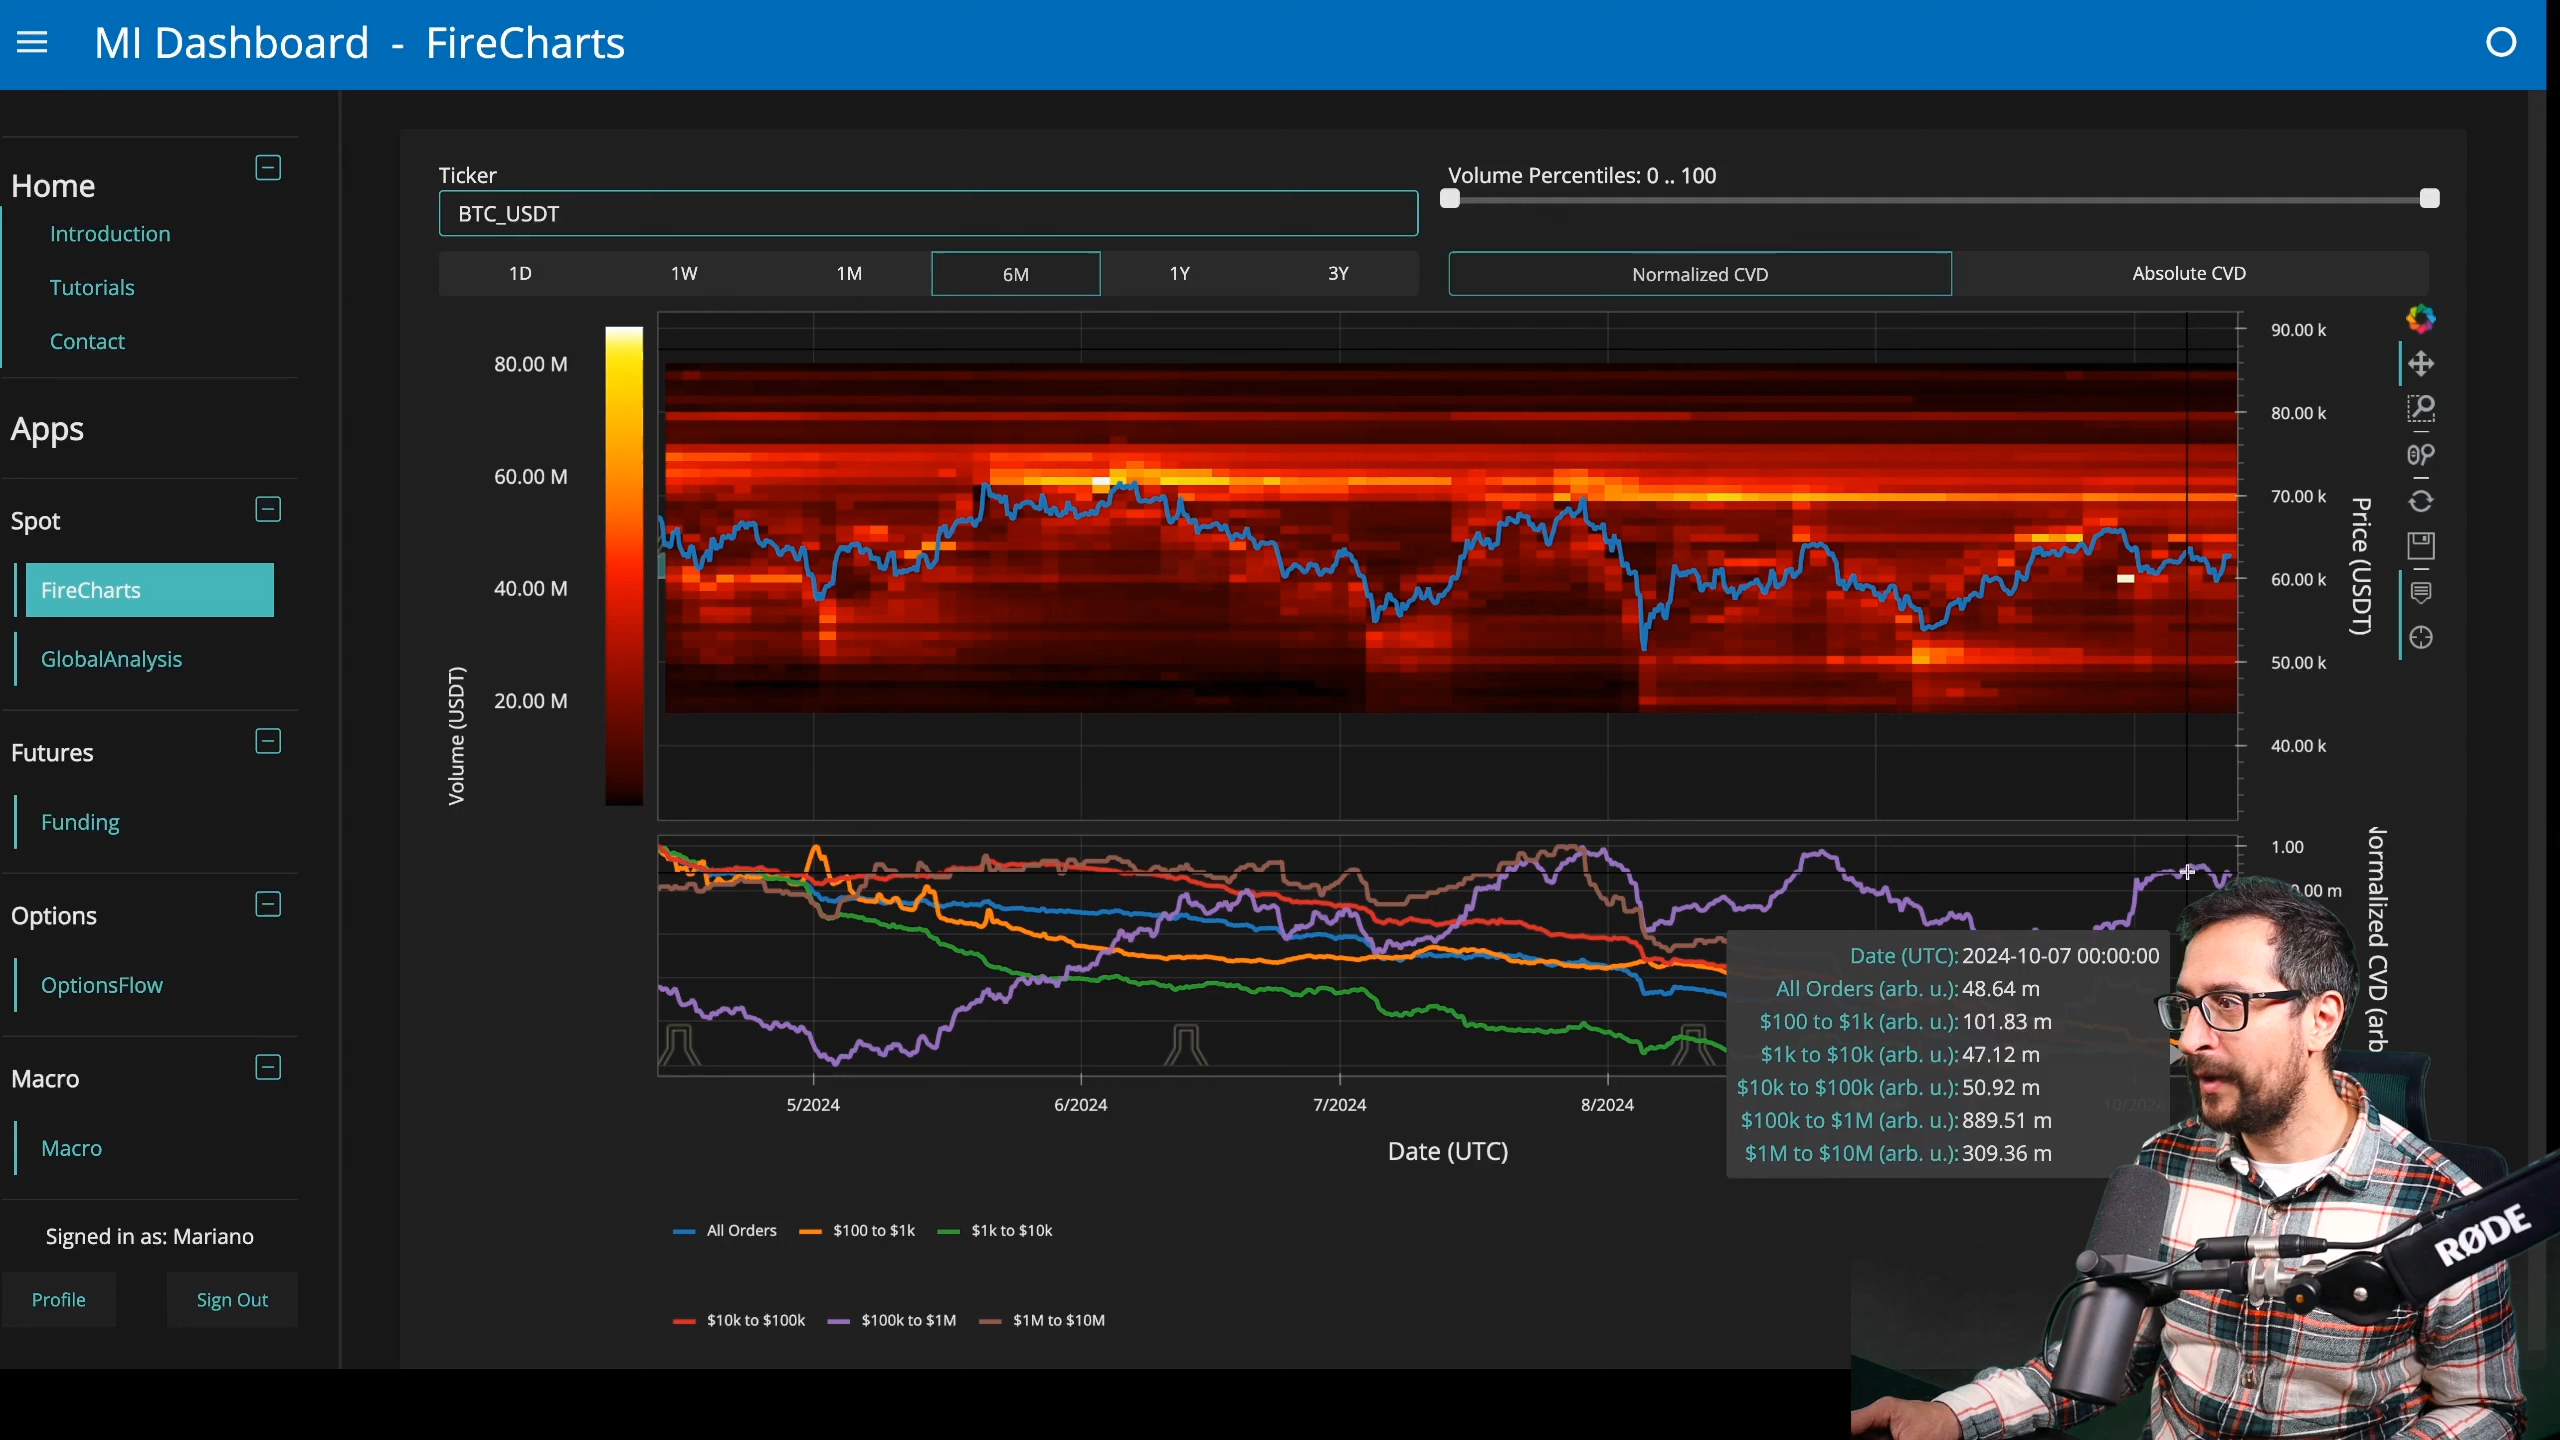 MI Dashboard - FireCharts
Home
Introduction
Tutorials
Contact
Apps
Spot
FireCharts
GlobalAnalysis
Futures
Funding
Options
OptionsFlow
Macro
Macro
Signed in as: Mariano
Profile
Sign Out
Ticker
BTC_USDT
1D 1W 1M 6M 1Y 3Y
Volume Percentiles: 0 .. 100
Normalized CVD Absolute CVD
80.00 M
60.00 M
40.00 M
20.00 M
Volume (USDT)
90.00 k
80.00 k
70.00 k
60.00 k
50.00 k
40.00 k
Price (USDT)
1.00
Date (UTC): 2024-10-07 00:00:00
All Orders (arb. u.): 48.64 m
$100 to $1k (arb. u.): 101.83 m
$1k to $10k (arb. u.): 47.12 m
$10k to $100k (arb. u.): 50.92 m
$100k to $1M (arb. u.): 889.51 m
$1M to $10M (arb. u.): 309.36 m
5/2024 6/2024 7/2024 8/2024 10/2024
Date (UTC)
All Orders $100 to $1k $1k to $10k
$10k to $100k $100k to $1M $1M to $10M
RØDE